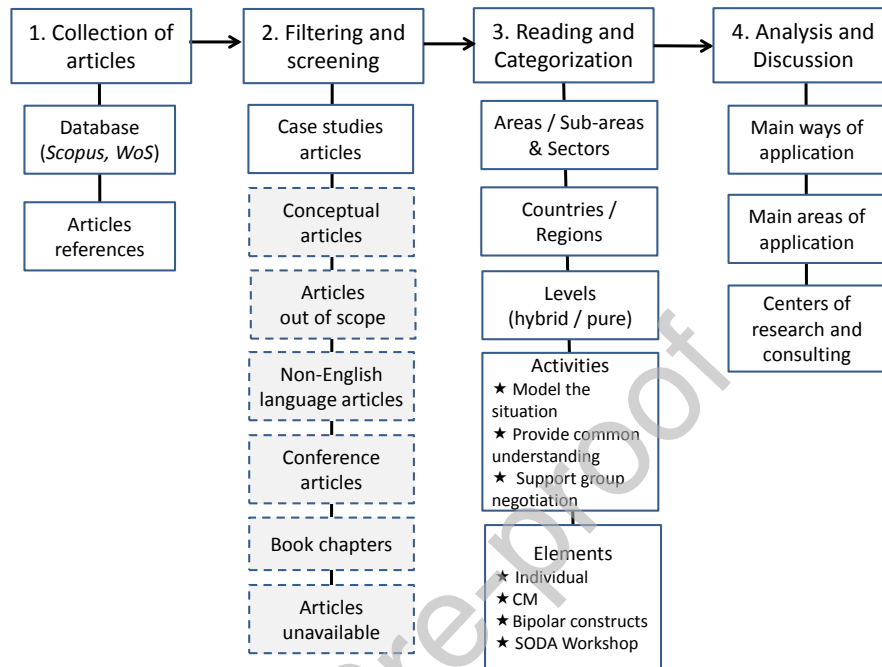 1. Collection of
articles
2. Filtering and
screening
3. Reading and
Categorization
4. Analysis and
Discussion
Database
(Scopus, WoS)
Articles
references
Case studies
articles
Conceptual
articles
Articles
out of scope
Non-English
language articles
Conference
articles
Book chapters
Articles
unavailable
Areas / Sub-areas
& Sectors
Countries /
Regions
Levels
(hybrid / pure)
Activities
★ Model the
situation
★ Provide common
understanding
★ Support group
negotiation
Elements
★ Individual
★ CM
★ Bipolar constructs
★ SODA Workshop
Main ways of
application
Main areas of
application
Centers of
research and
consulting
re-proof